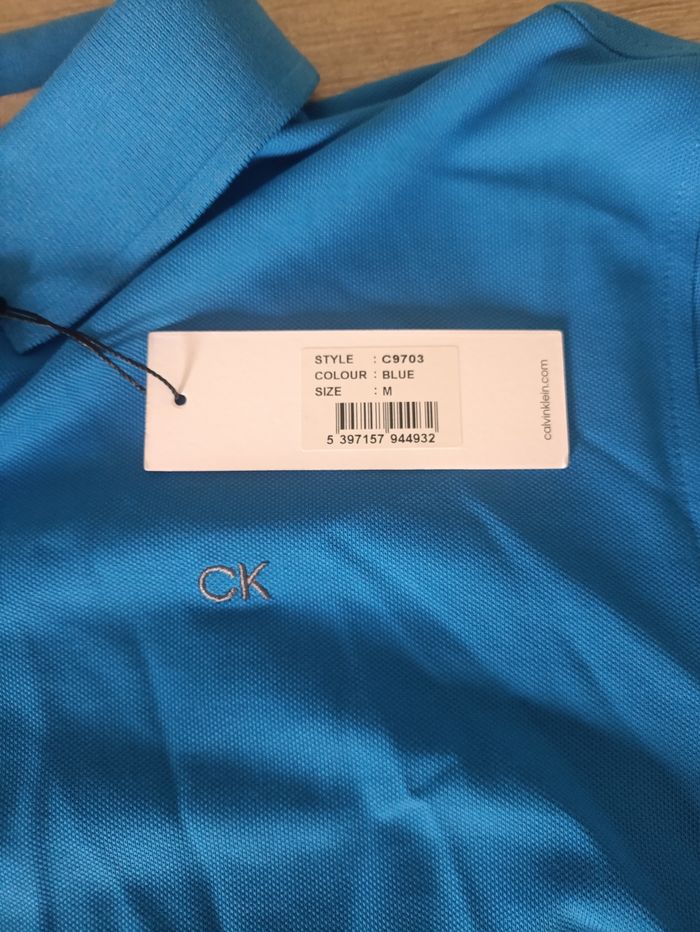 STYLE : C9703
COLOUR : BLUE
SIZE : M
5 397157 944932
calvinklein.com
CK